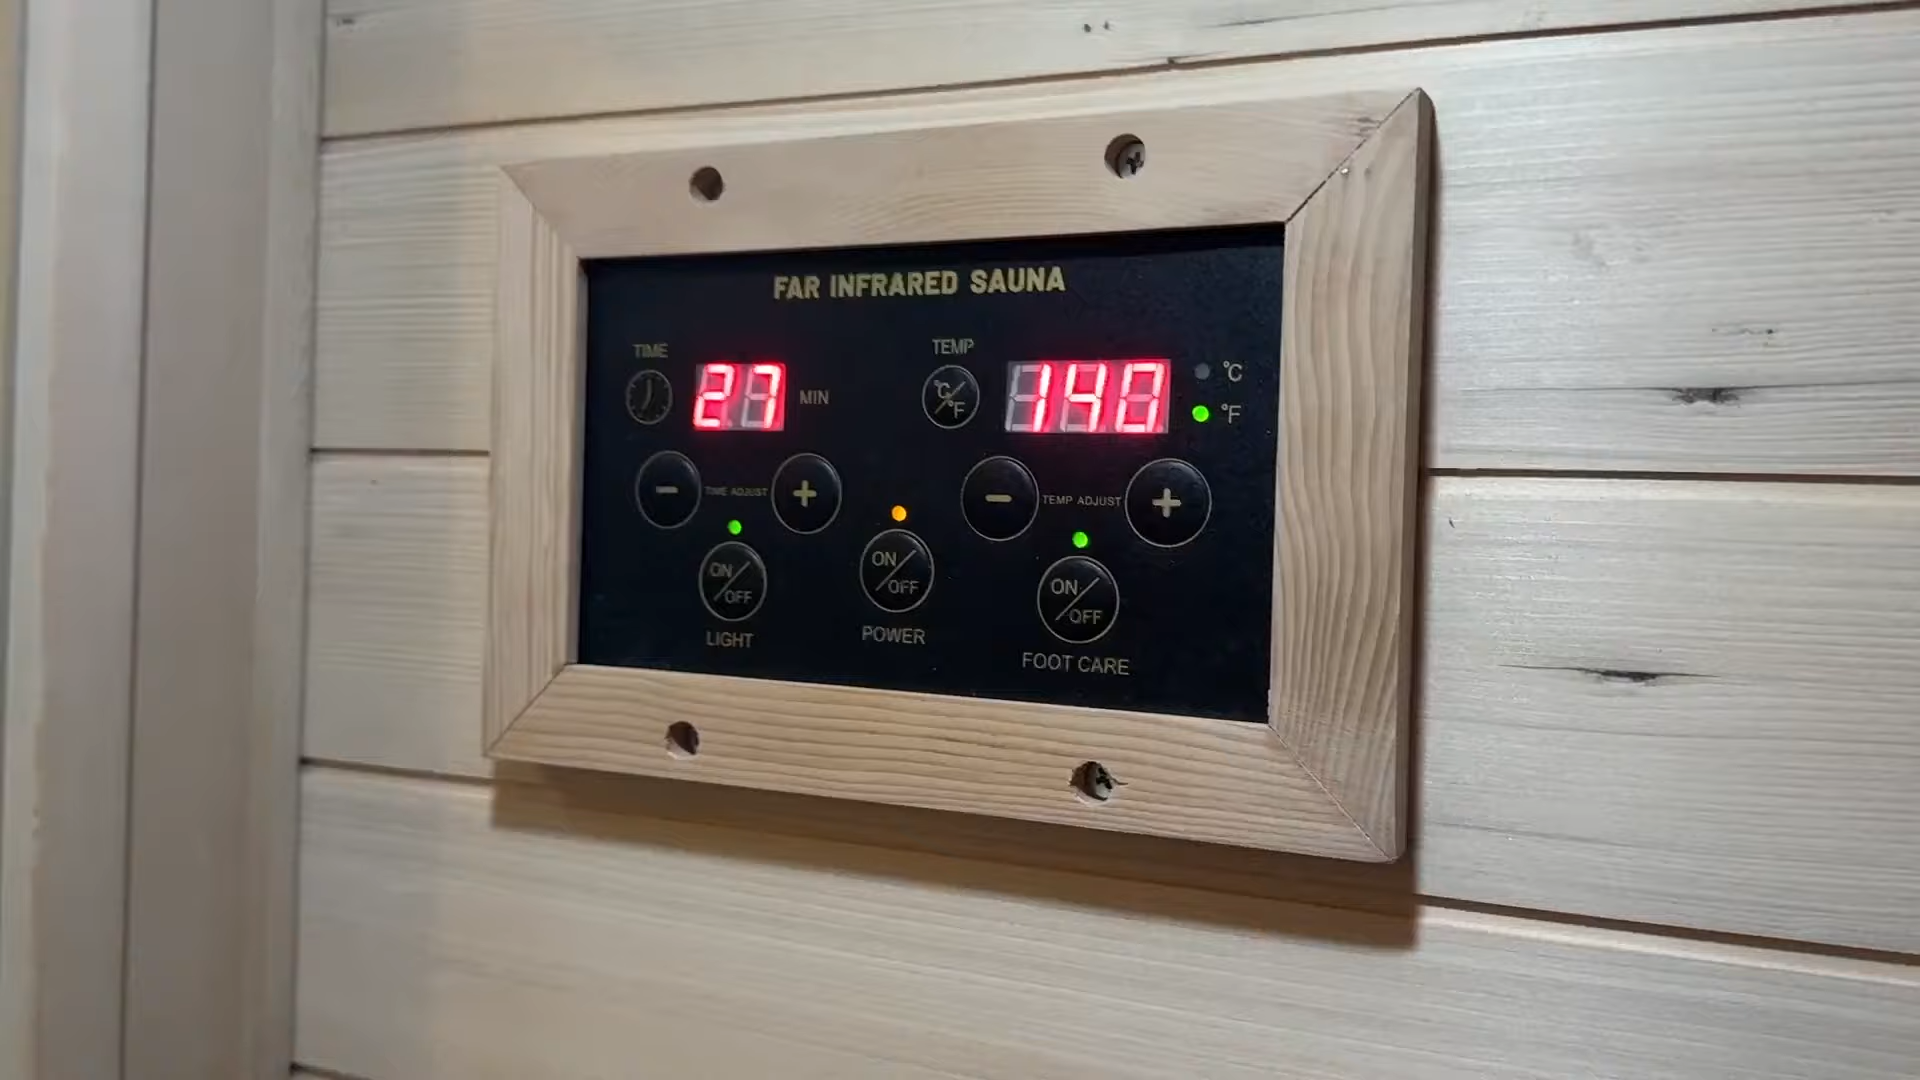 FAR INFRARED SAUNA
TIME
27 MIN
TEMP
°C/°F
140
°C
°F
- TIME ADJUST +
- TEMP ADJUST +
ON/OFF
LIGHT
ON/OFF
POWER
ON/OFF
FOOT CARE